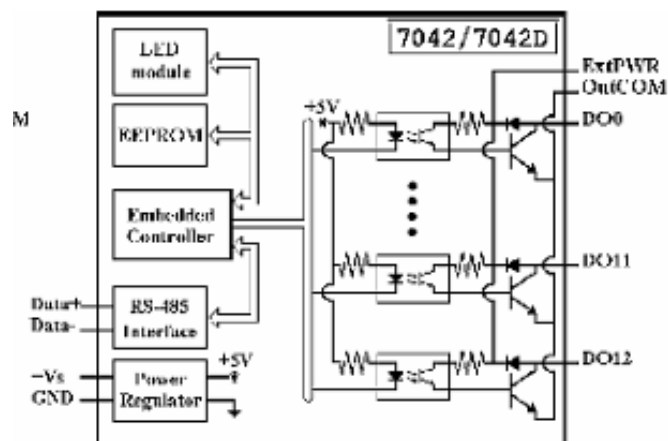 7042/7042D
LED
module
ExtPWR
OutCOM
+5V
M
EEPROM
DO0
Embedded
Controller
DO11
Data+
Data-
RS-485
Interface
+5V
DO12
-Vs
GND
Power
Regulator